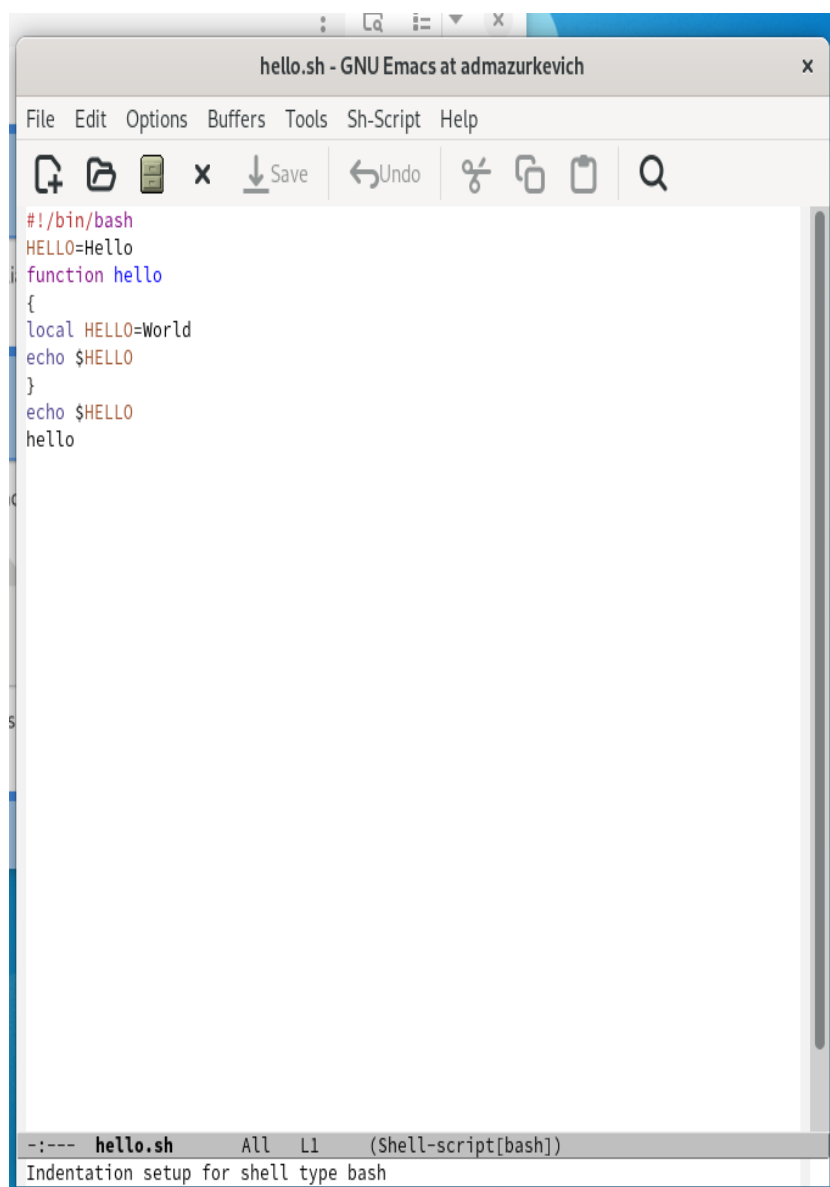 hello.sh - GNU Emacs at admazurkevich
File Edit Options Buffers Tools Sh-Script Help
Save Undo
#!/bin/bash
HELLO=Hello
function hello
{
local HELLO=World
echo $HELLO
}
echo $HELLO
hello
-:--- hello.sh All L1 (Shell-script[bash])
Indentation setup for shell type bash